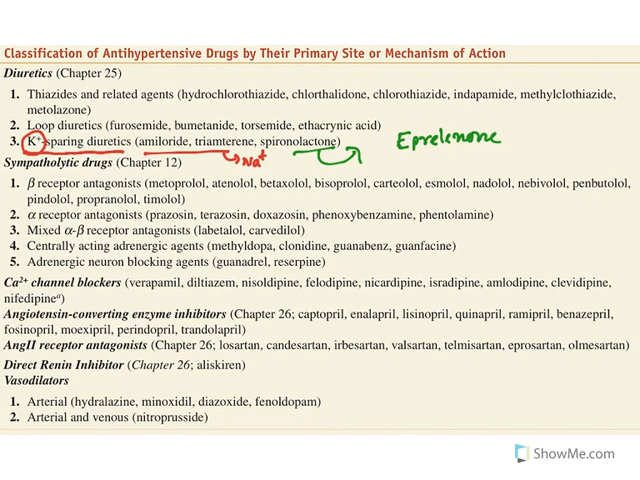 Classification of Antihypertensive Drugs by Their Primary Site or Mechanism of Action
Diuretics (Chapter 25)
1. Thiazides and related agents (hydrochlorothiazide, chlorthalidone, chlorothiazide, indapamide, methylclothiazide,
metolazone)
2. Loop diuretics (furosemide, bumetanide, torsemide, ethacrynic acid)
3. K⁺-sparing diuretics (amiloride, triamterene, spironolactone)
Eprelenone
Na⁺
Sympatholytic drugs (Chapter 12)
1. β receptor antagonists (metoprolol, atenolol, betaxolol, bisoprolol, carteolol, esmolol, nadolol, nebivolol, penbutolol,
pindolol, propranolol, timolol)
2. α receptor antagonists (prazosin, terazosin, doxazosin, phenoxybenzamine, phentolamine)
3. Mixed α-β receptor antagonists (labetalol, carvedilol)
4. Centrally acting adrenergic agents (methyldopa, clonidine, guanabenz, guanfacine)
5. Adrenergic neuron blocking agents (guanadrel, reserpine)
Ca²⁺ channel blockers (verapamil, diltiazem, nisoldipine, felodipine, nicardipine, isradipine, amlodipine, clevidipine,
nifedipineᵃ)
Angiotensin-converting enzyme inhibitors (Chapter 26; captopril, enalapril, lisinopril, quinapril, ramipril, benazepril,
fosinopril, moexipril, perindopril, trandolapril)
AngII receptor antagonists (Chapter 26; losartan, candesartan, irbesartan, valsartan, telmisartan, eprosartan, olmesartan)
Direct Renin Inhibitor (Chapter 26; aliskiren)
Vasodilators
1. Arterial (hydralazine, minoxidil, diazoxide, fenoldopam)
2. Arterial and venous (nitroprusside)
ShowMe.com